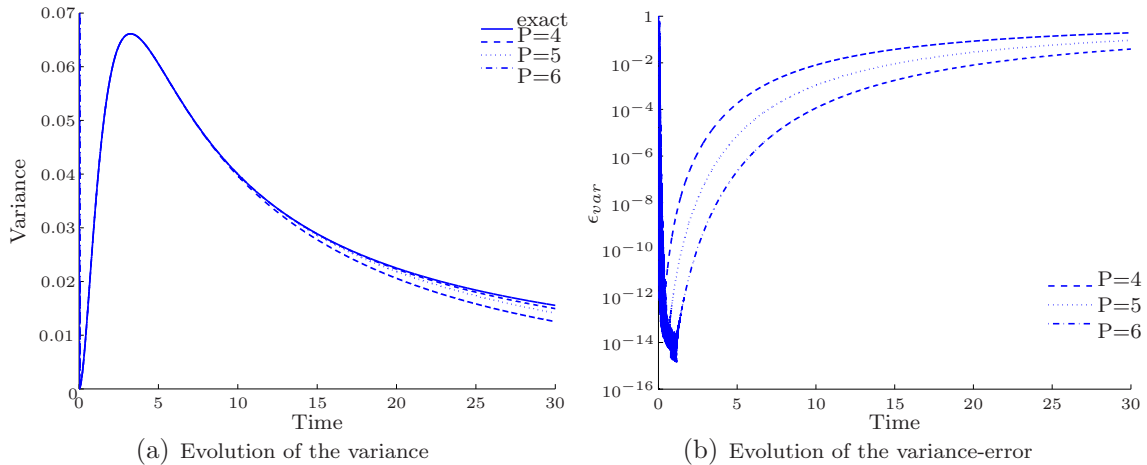 0.07
0.06
0.05
0.04
0.03
0.02
0.01
0
Variance
exact
P=4
P=5
P=6
0 5 10 15 20 25 30
Time
(a) Evolution of the variance
1
10^{-2}
10^{-4}
10^{-6}
10^{-8}
10^{-10}
10^{-12}
10^{-14}
10^{-16}
ϵ_{var}
P=4
P=5
P=6
0 5 10 15 20 25 30
Time
(b) Evolution of the variance-error